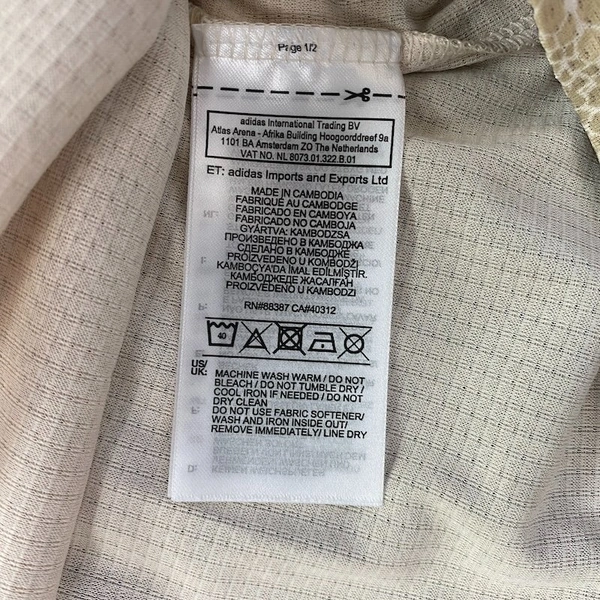 Page 1/2
adidas International Trading BV
Atlas Arena - Afrika Building Hoogoorddreef 9a
1101 BA Amsterdam ZO The Netherlands
VAT NO. NL 8073.01.322.B.01
ET: adidas Imports and Exports Ltd
MADE IN CAMBODIA
FABRIQUÉ AU CAMBODGE
FABRICADO EN CAMBOYA
FABRICADO NO CAMBOJA
GYÁRTVA: KAMBODZSA
ПРОИЗВЕДЕНО В КАМБОДЖА
СДЕЛАНО В КАМБОДЖЕ
PROIZVEDENO U KOMBODŽI
KAMBOÇYA'DA İMAL EDİLMİŞTİR.
КАМБОДЖЕДЕ ЖАСАЛҒАН
PROIZVEDENO U KAMBODŽI
RN#88387 CA#40312
40
US/
UK: MACHINE WASH WARM / DO NOT
BLEACH / DO NOT TUMBLE DRY /
COOL IRON IF NEEDED / DO NOT
DRY CLEAN
DO NOT USE FABRIC SOFTENER/
WASH AND IRON INSIDE OUT/
REMOVE IMMEDIATELY/ LINE DRY